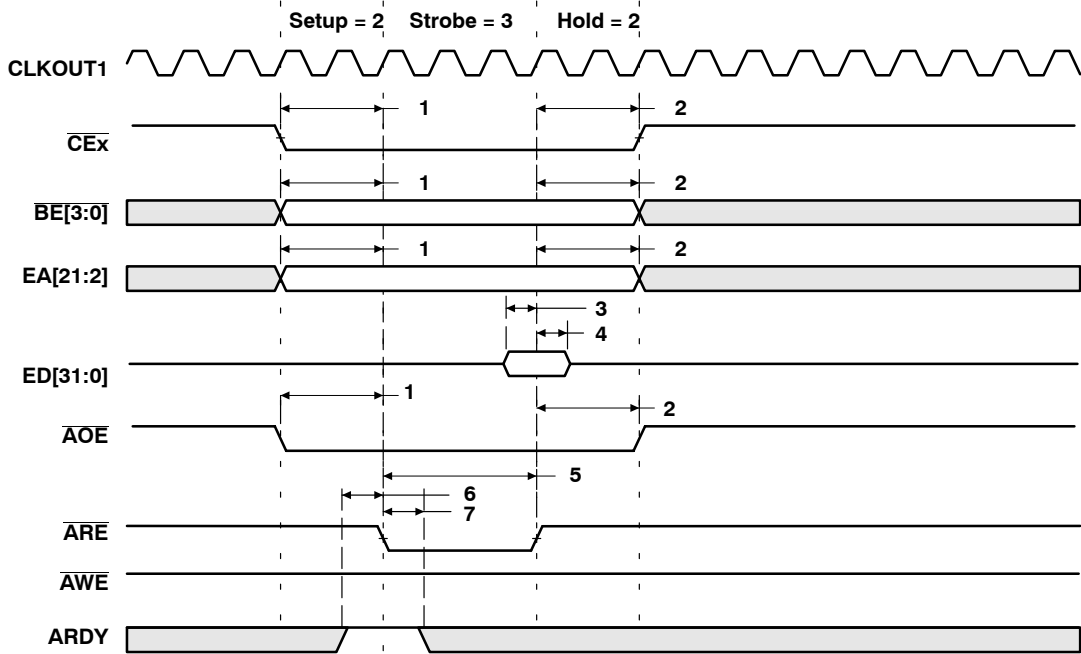 Setup = 2 Strobe = 3 Hold = 2
CLKOUT1
1 2
CEx
1 2
BE[3:0]
1 2
EA[21:2]
3
4
ED[31:0]
1
2
AOE
5
6
7
ARE
AWE
ARDY